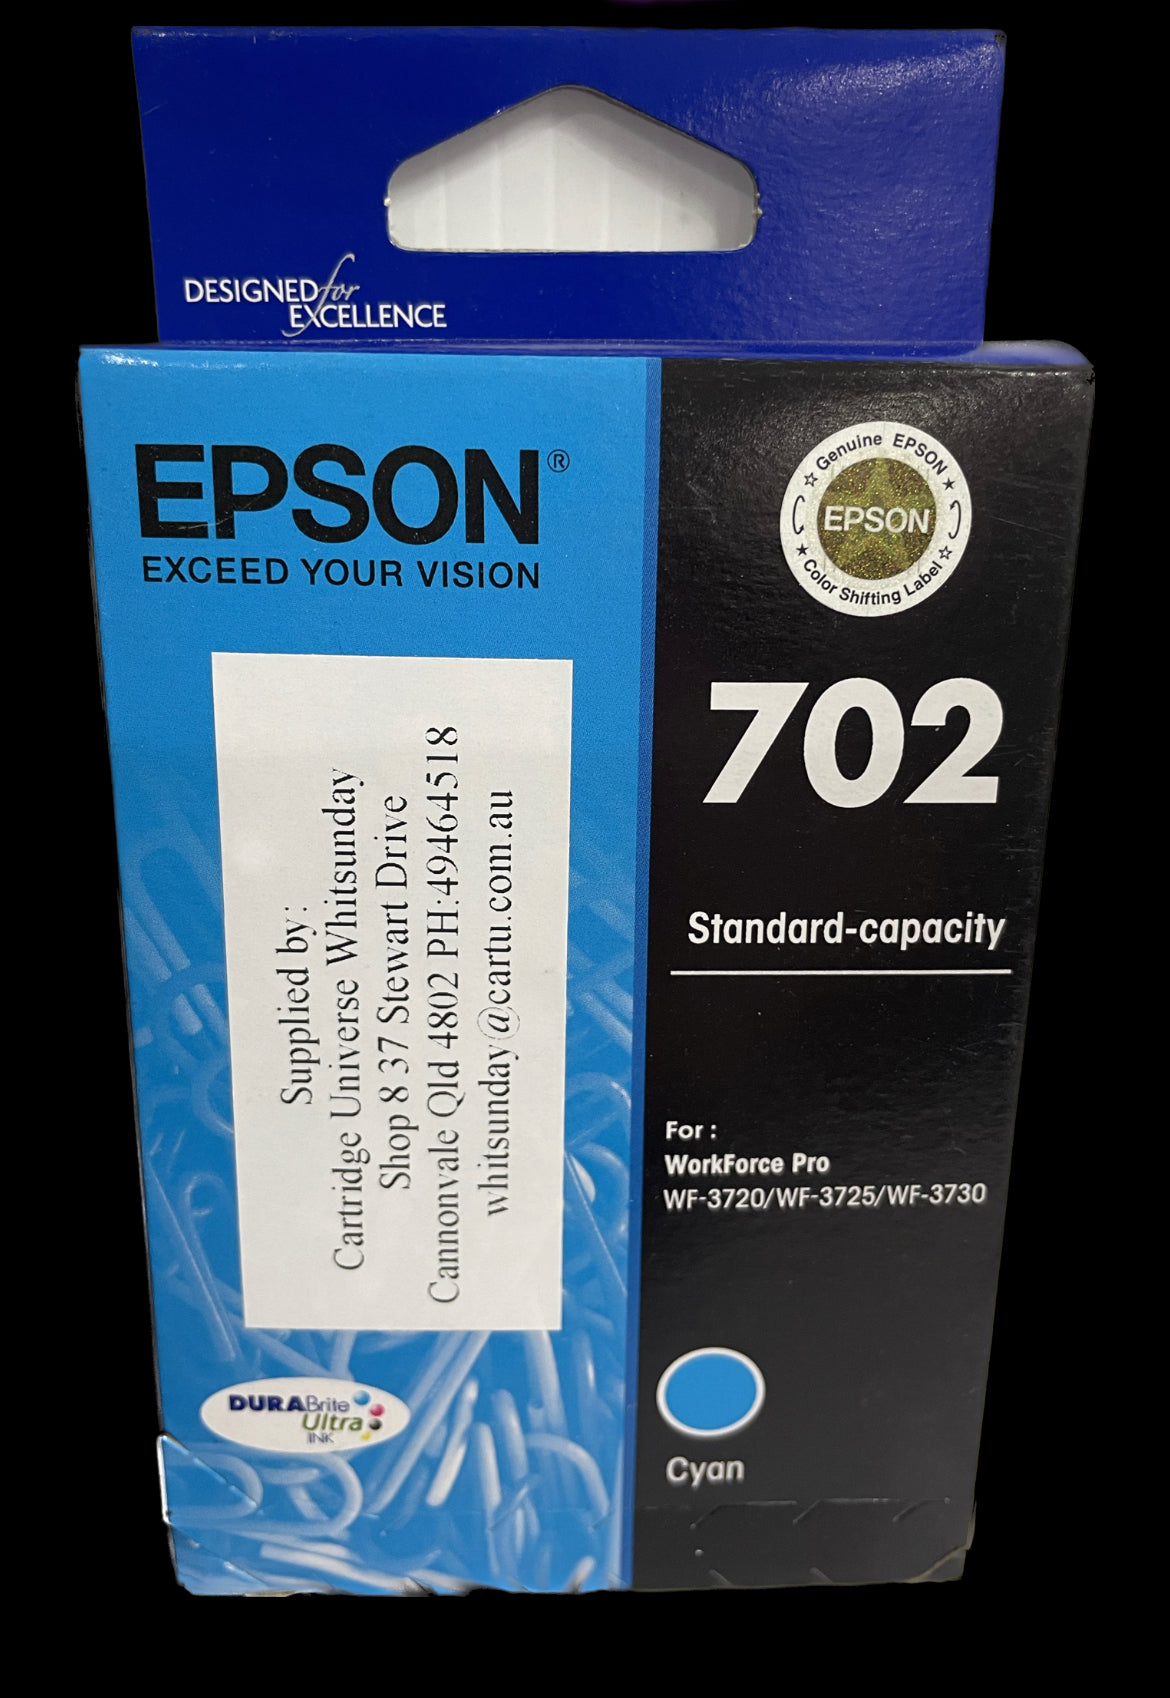 DESIGNED for
EXCELLENCE
EPSON®
EXCEED YOUR VISION
Genuine EPSON
EPSON
Color Shifting Label
702
Standard-capacity
Supplied by:
Cartridge Universe Whitsunday
Shop 8 37 Stewart Drive
Cannonvale Qld 4802 PH:49464518
whitsunday@cartu.com.au
For :
WorkForce Pro
WF-3720/WF-3725/WF-3730
DURABrite
Ultra
INK
Cyan